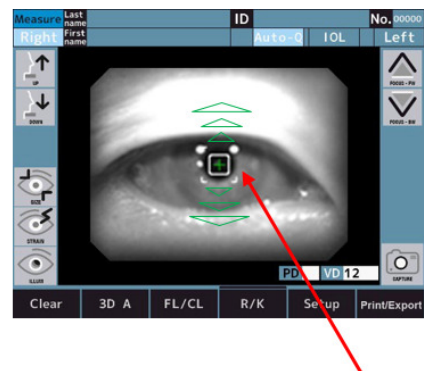 Measure Last name ID No. 00000
Right First name Auto-Q IOL Left
UP
FOCUS - FW
DOWN
FOCUS - BW
SIZE
STRAIN
ILLUM
CAPTURE
PD VD 12
Clear 3D A FL/CL R/K Setup Print/Export